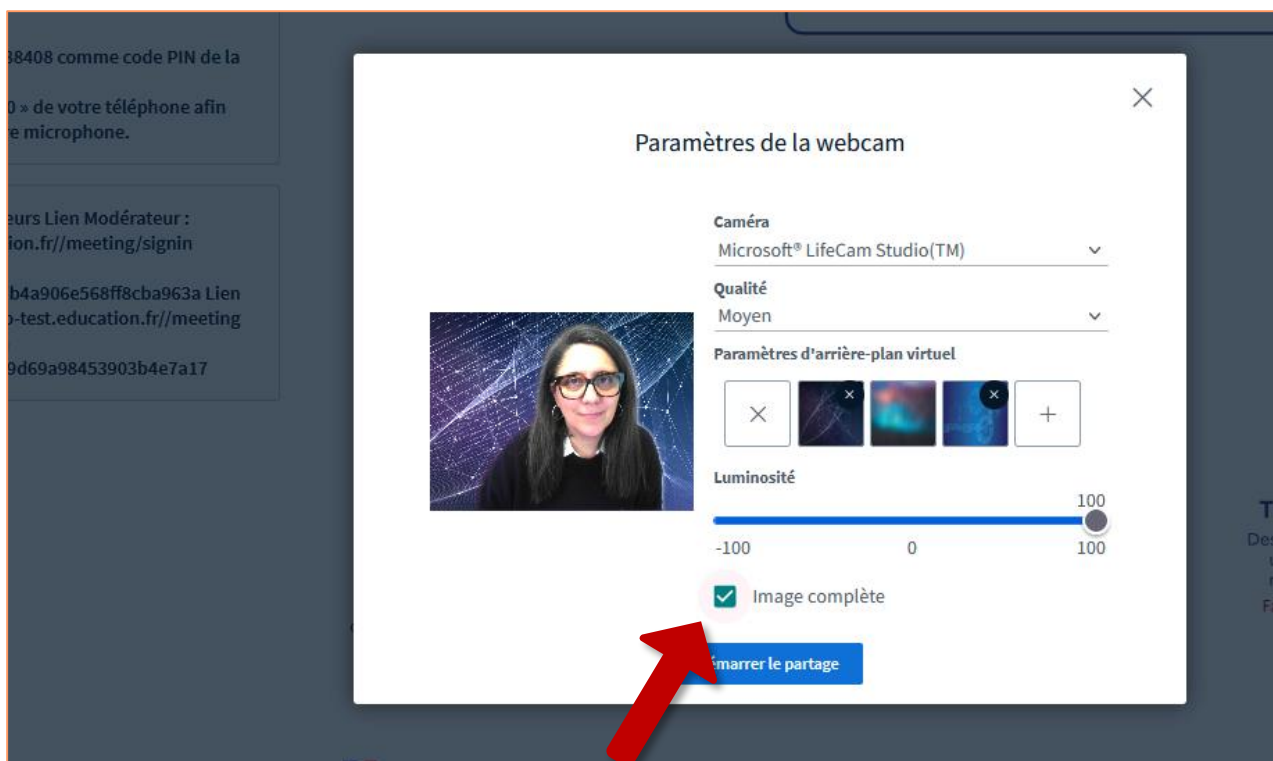 38408 comme code PIN de la
0 » de votre téléphone afin
e microphone.
eurs Lien Modérateur :
ion.fr//meeting/signin
b4a906e568ff8cba963a Lien
-test.education.fr//meeting
9d69a98453903b4e7a17
Paramètres de la webcam
Caméra
Microsoft® LifeCam Studio(TM)
Qualité
Moyen
Paramètres d'arrière-plan virtuel
Luminosité
100
-100 0 100
Image complète
émarrer le partage
T
Des
F